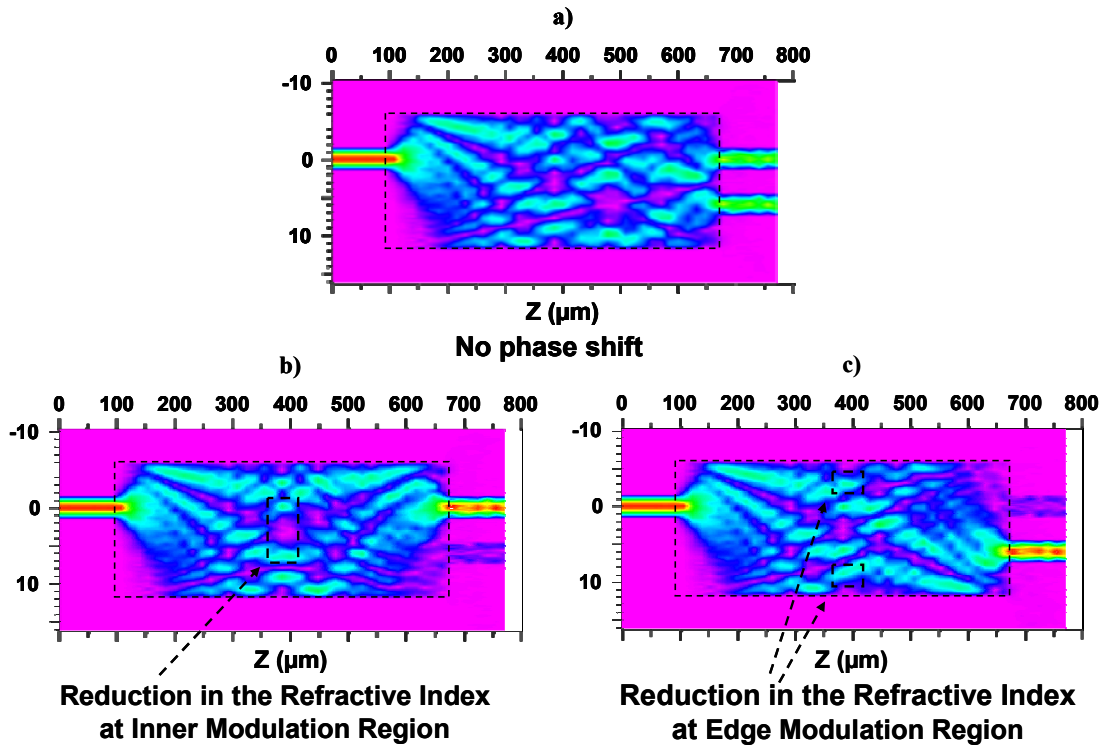 a)
0 100 200 300 400 500 600 700 800
-10
0
10
Z (µm)
No phase shift
b)
0 100 200 300 400 500 600 700 800
-10
0
10
Z (µm)
Reduction in the Refractive Index
at Inner Modulation Region
c)
0 100 200 300 400 500 600 700 800
-10
0
10
Z (µm)
Reduction in the Refractive Index
at Edge Modulation Region